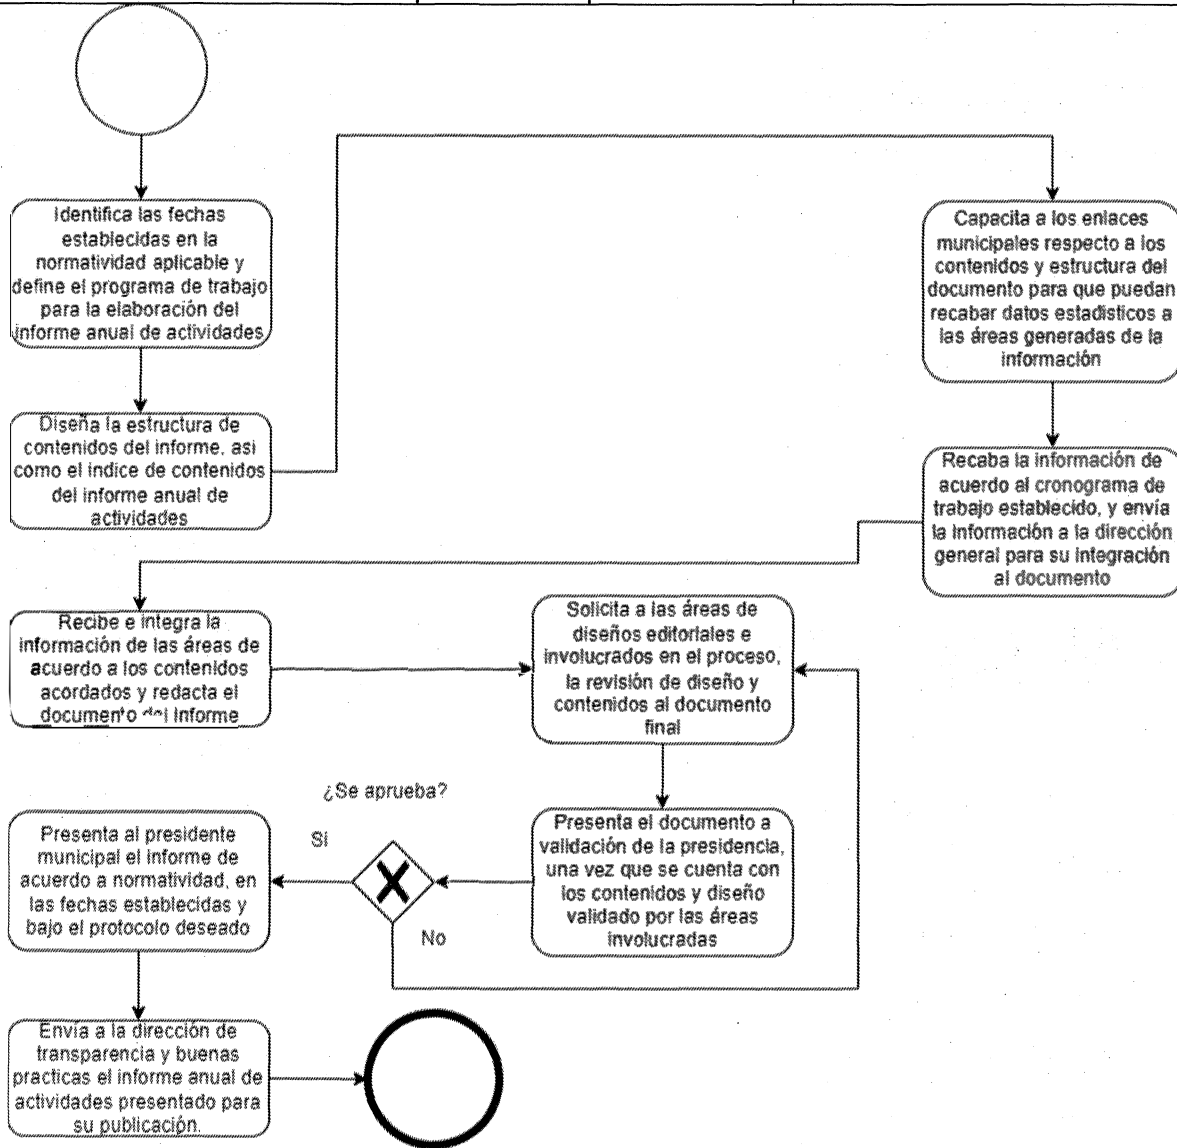 Identifica las fechas
establecidas en la
normatividad aplicable y
define el programa de trabajo
para la elaboración del
informe anual de actividades
Diseña la estructura de
contenidos del informe, asi
como el indice de contenidos
del informe anual de
actividades
Capacita a los enlaces
municipales respecto a los
contenidos y estructura del
documento para que puedan
recabar datos estadísticos a
las áreas generadas de la
información
Recaba la información de
acuerdo al cronograma de
trabajo establecido, y envía
la información a la dirección
general para su integración
al documento
Recibe e integra la
información de las áreas de
acuerdo a los contenidos
acordados y redacta el
documento informe
Solicita a las áreas de
diseños editoriales e
involucrados en el proceso,
la revisión de diseño y
contenidos al documento
final
Presenta el documento a
validación de la presidencia,
una vez que se cuenta con
los contenidos y diseño
validado por las áreas
involucradas
¿Se aprueba?
Si
No
Presenta al presidente
municipal el informe de
acuerdo a normatividad, en
las fechas establecidas y
bajo el protocolo deseado
Envía a la dirección de
transparencia y buenas
practicas el informe anual de
actividades presentado para
su publicación.